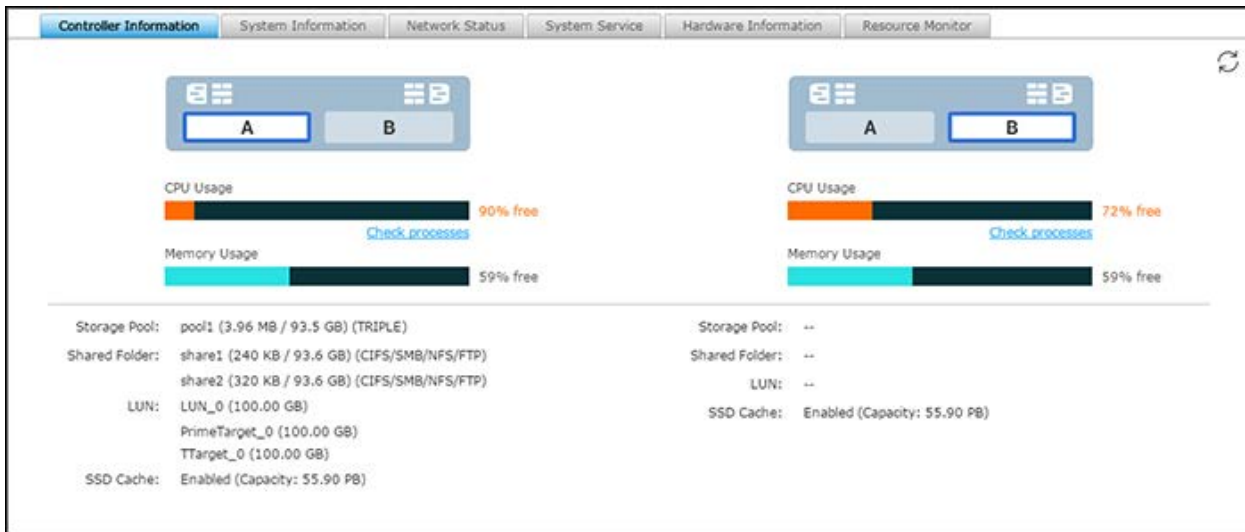 Controller Information System Information Network Status System Service Hardware Information Resource Monitor
A B
CPU Usage
90% free
Check processes
Memory Usage
59% free
Storage Pool: pool1 (3.96 MB / 93.5 GB) (TRIPLE)
Shared Folder: share1 (240 KB / 93.6 GB) (CIFS/SMB/NFS/FTP)
share2 (320 KB / 93.6 GB) (CIFS/SMB/NFS/FTP)
LUN: LUN_0 (100.00 GB)
PrimeTarget_0 (100.00 GB)
TTarget_0 (100.00 GB)
SSD Cache: Enabled (Capacity: 55.90 PB)
A B
CPU Usage
72% free
Check processes
Memory Usage
59% free
Storage Pool: --
Shared Folder: --
LUN: --
SSD Cache: Enabled (Capacity: 55.90 PB)